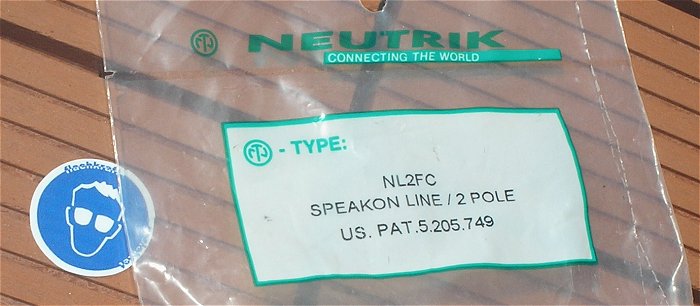 NEUTRIK
CONNECTING THE WORLD
- TYPE:
NL2FC
SPEAKON LINE / 2 POLE
US. PAT.5.205.749